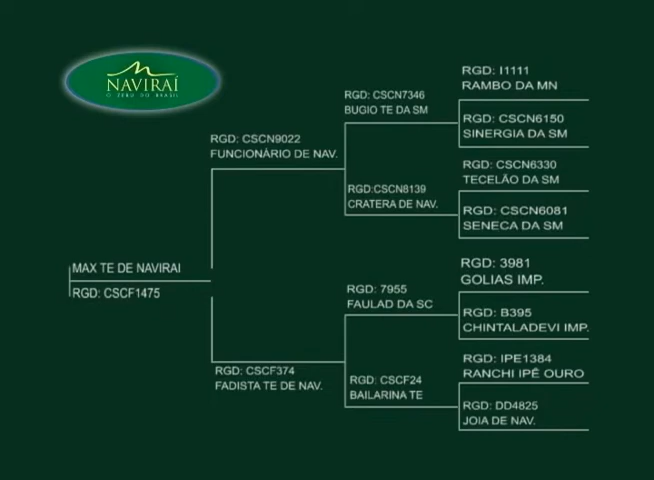 NAVIRAÍ
O ZEBU DO BRASIL
MAX TE DE NAVIRAI
RGD: CSCF1475
RGD: CSCN9022
FUNCIONÁRIO DE NAV.
RGD: CSCF374
FADISTA TE DE NAV.
RGD: CSCN7346
BUGIO TE DA SM
RGD:CSCN8139
CRATERA DE NAV.
RGD: 7955
FAULAD DA SC
RGD: CSCF24
BAILARINA TE
RGD: I1111
RAMBO DA MN
RGD: CSCN6150
SINERGIA DA SM
RGD: CSCN6330
TECELÃO DA SM
RGD: CSCN6081
SENECA DA SM
RGD: 3981
GOLIAS IMP.
RGD: B395
CHINTALADEVI IMP.
RGD: IPE1384
RANCHI IPÊ OURO
RGD: DD4825
JOIA DE NAV.